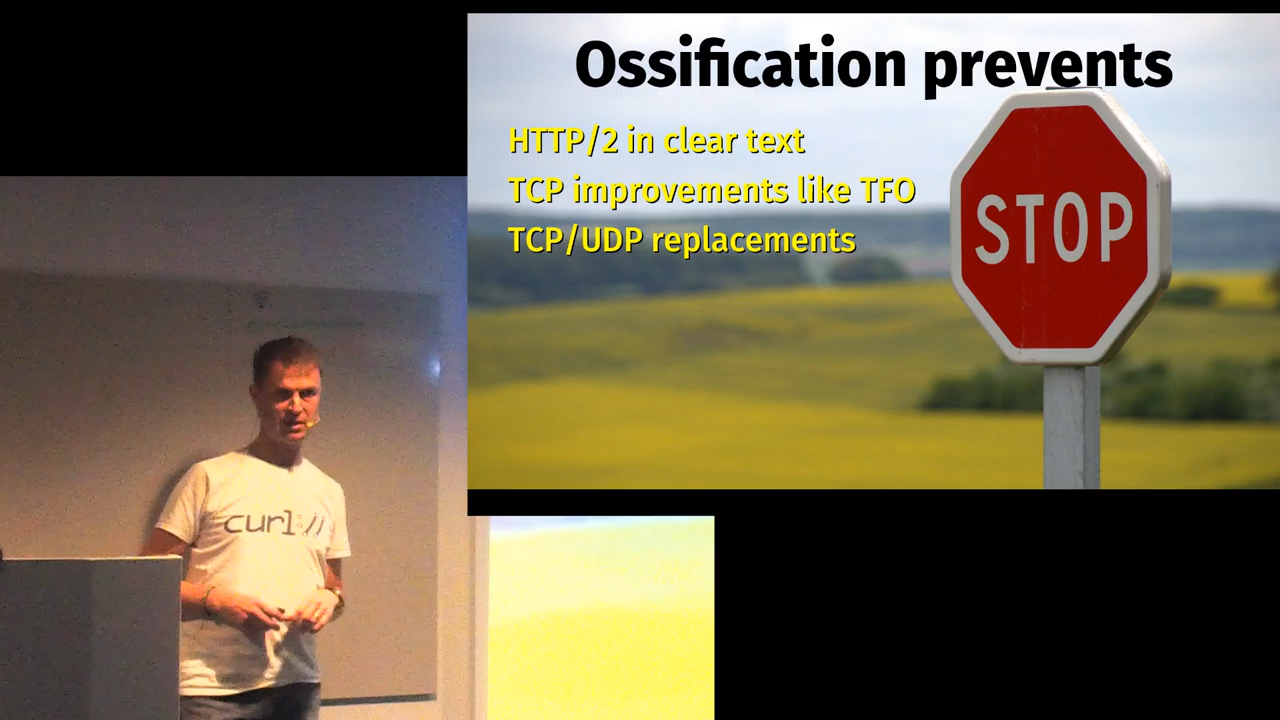 Ossification prevents
HTTP/2 in clear text
TCP improvements like TFO
TCP/UDP replacements
STOP
curl://